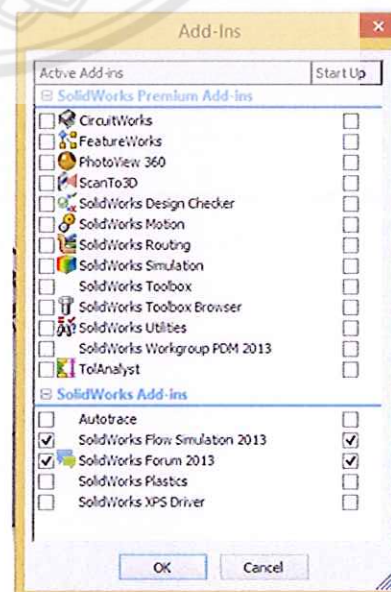 Add-Ins
Active Add-ins Start Up
SolidWorks Premium Add-ins
CircuitWorks
FeatureWorks
PhotoView 360
ScanTo3D
SolidWorks Design Checker
SolidWorks Motion
SolidWorks Routing
SolidWorks Simulation
SolidWorks Toolbox
SolidWorks Toolbox Browser
SolidWorks Utilities
SolidWorks Workgroup PDM 2013
TolAnalyst
SolidWorks Add-ins
Autotrace
SolidWorks Flow Simulation 2013
SolidWorks Forum 2013
SolidWorks Plastics
SolidWorks XPS Driver
OK Cancel